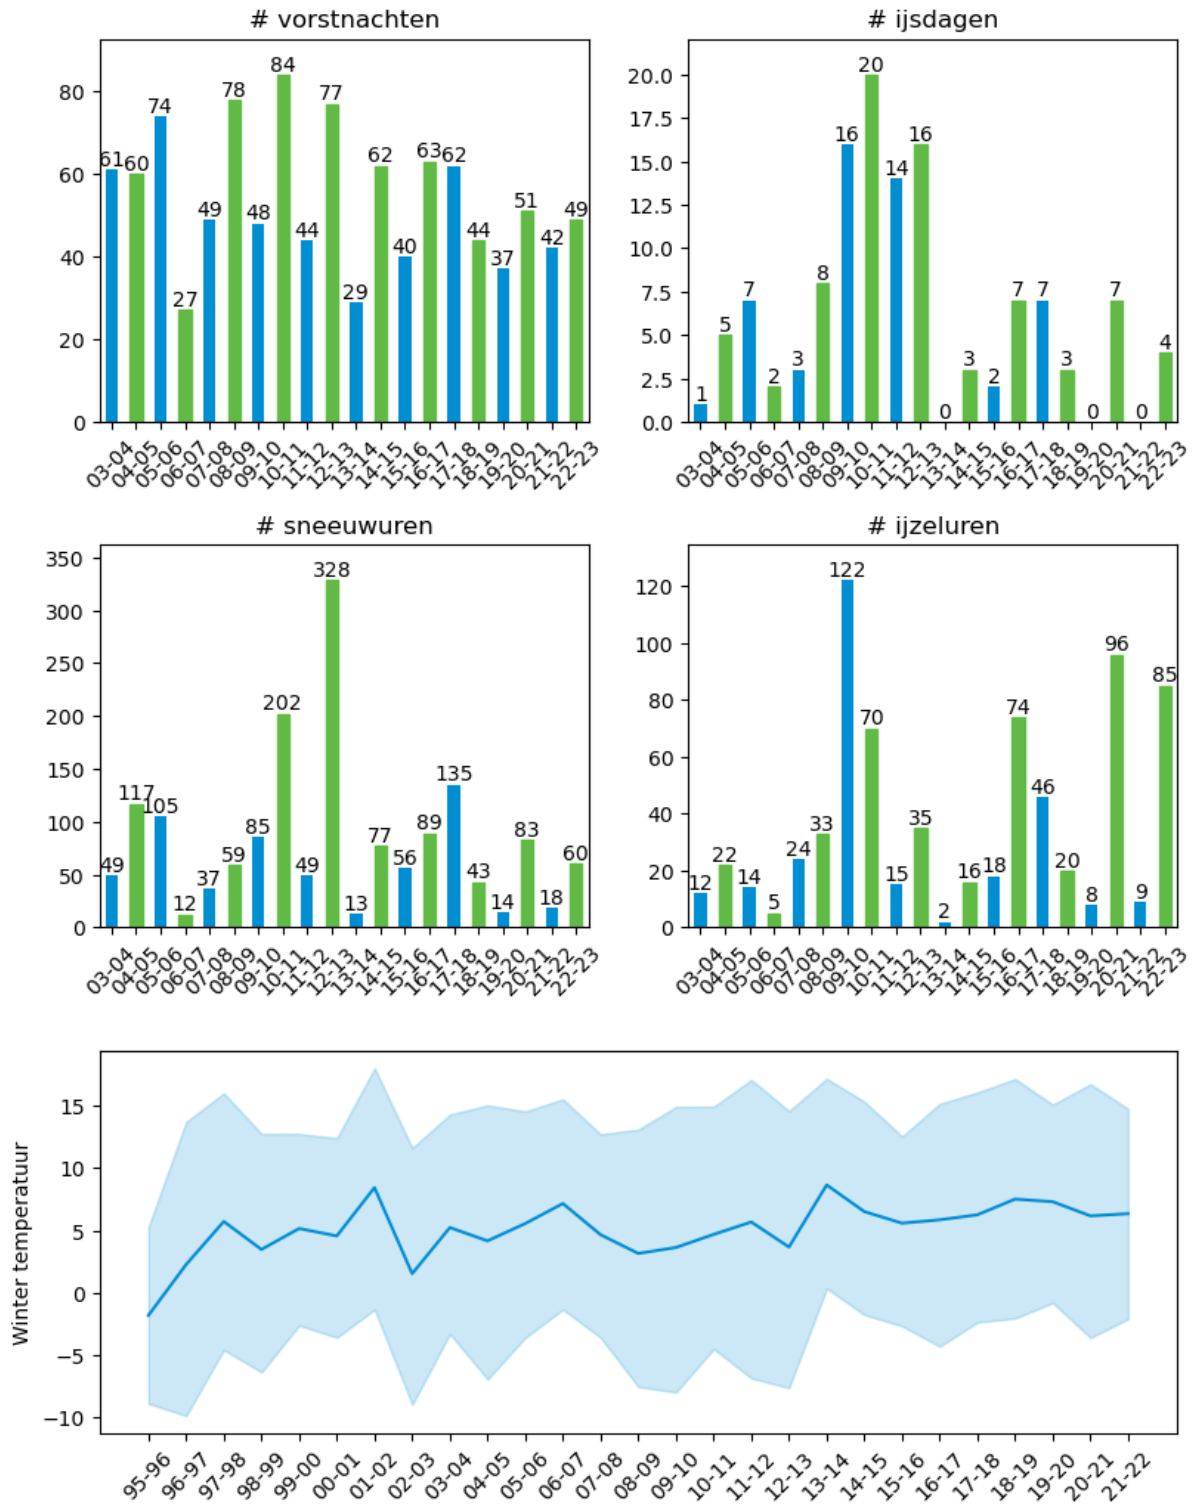 # vorstnachten
80
60
40
20
0
61 60 74 27 49 78 48 84 44 77 29 62 40 63 62 44 37 51 42 49
03-04 04-05 05-06 06-07 07-08 08-09 09-10 10-11 11-12 12-13 13-14 14-15 15-16 16-17 17-18 18-19 19-20 20-21 21-22 22-23
# ijsdagen
20.0
17.5
15.0
12.5
10.0
7.5
5.0
2.5
0.0
1 5 7 2 3 8 16 20 14 16 0 3 2 7 7 3 0 7 0 4
03-04 04-05 05-06 06-07 07-08 08-09 09-10 10-11 11-12 12-13 13-14 14-15 15-16 16-17 17-18 18-19 19-20 20-21 21-22 22-23
# sneeuwuren
350
300
250
200
150
100
50
0
49 117 105 12 37 59 85 202 49 328 13 77 56 89 135 43 14 83 18 60
03-04 04-05 05-06 06-07 07-08 08-09 09-10 10-11 11-12 12-13 13-14 14-15 15-16 16-17 17-18 18-19 19-20 20-21 21-22 22-23
# ijzeluren
120
100
80
60
40
20
0
12 22 14 5 24 33 122 70 15 35 2 16 18 74 46 20 8 96 9 85
03-04 04-05 05-06 06-07 07-08 08-09 09-10 10-11 11-12 12-13 13-14 14-15 15-16 16-17 17-18 18-19 19-20 20-21 21-22 22-23
Winter temperatuur
15
10
5
0
−5
−10
95-96 96-97 97-98 98-99 99-00 00-01 01-02 02-03 03-04 04-05 05-06 06-07 07-08 08-09 09-10 10-11 11-12 12-13 13-14 14-15 15-16 16-17 17-18 18-19 19-20 20-21 21-22